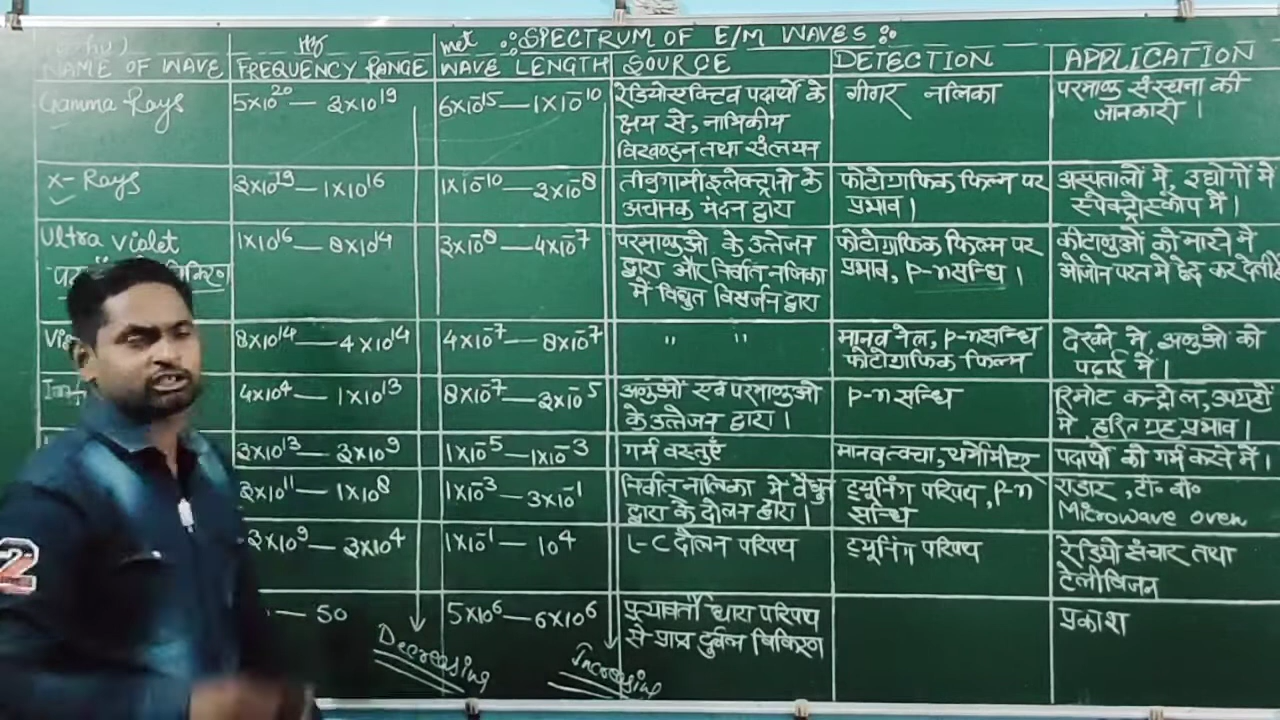 :SPECTRUM OF E/M WAVES:
Hz
met
NAME OF WAVE FREQUENCY RANGE WAVE LENGTH SOURCE DETECTION APPLICATION
Gamma Rays 5×10²⁰ — 3×10¹⁹ 6×10⁻¹⁵ — 1×10⁻¹⁰ रेडियोएक्टिव पदार्थो के गीगर नलिका परमाणु संरचना की
क्षय से, नाभिकीय जानकारी।
विखण्डन तथा संलयन
X- Rays 3×10¹⁹ — 1×10¹⁶ 1×10⁻¹⁰ — 3×10⁻⁸ तीव्रगामी इलेक्ट्रानो के फोटोग्राफिक फिल्म पर अस्पतालों में, उद्योगों में
अचानक मंदन द्वारा प्रभाव। स्पेक्ट्रोस्कोप में।
Ultra violet 1×10¹⁶ — 8×10¹⁴ 3×10⁻⁸ — 4×10⁻⁷ परमाणुओ के उत्तेजन फोटोग्राफिक फिल्म पर कीटाणुओं को मारने में
द्वारा और निर्वात नलिका प्रभाव, P-n सन्धि। ओजोन परत मे छेद कर देती
में विद्युत विसर्जन द्वारा
8×10¹⁴ — 4×10¹⁴ 4×10⁻⁷ — 8×10⁻⁷ " " मानव नेत्र, p-n सन्धि देखने मे, अणुओ की
फोटोग्राफिक फिल्म पढ़ाई में।
4×10⁴ — 1×10¹³ 8×10⁻⁷ — 3×10⁻⁵ अणुओ एवं परमाणुओ P-n सन्धि रिमोट कन्ट्रोल,
के उत्तेजन द्वारा। मे हरित गृह प्रभाव।
3×10¹³ — 3×10⁹ 1×10⁻⁵ — 1×10⁻³ गर्म वस्तुएँ मानव त्वचा, थर्मामीटर पदार्थो को गर्म करने में।
3×10¹¹ — 1×10⁸ 1×10⁻³ — 3×10⁻¹ निर्वात नालिका मे वैधुत ट्यूनिंग परिपथ, P-n राडार, टी० वी०
द्वारा के दोलन द्वारा। सन्धि Microwave oven
3×10⁹ — 3×10⁴ 1×10⁻¹ — 10⁴ L-C दोलन परिपथ ट्यूनिंग परिपथ रेडियो संचार तथा
टेलीविजन
— 50 5×10⁶ — 6×10⁶ प्रत्यावर्ती धारा परिपथ प्रकाश
से प्राप्त दुर्बल विकिरण
Decreasing Increasing
2